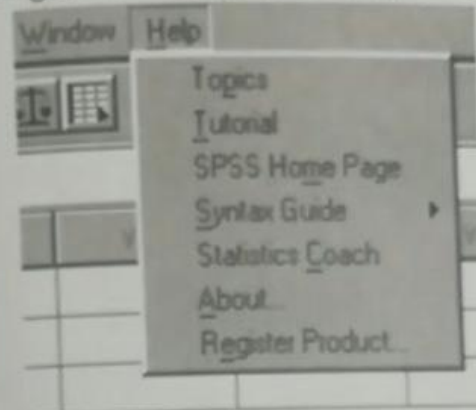 Window Help
Topics
Tutorial
SPSS Home Page
Syntax Guide
Statistics Coach
About...
Register Product...